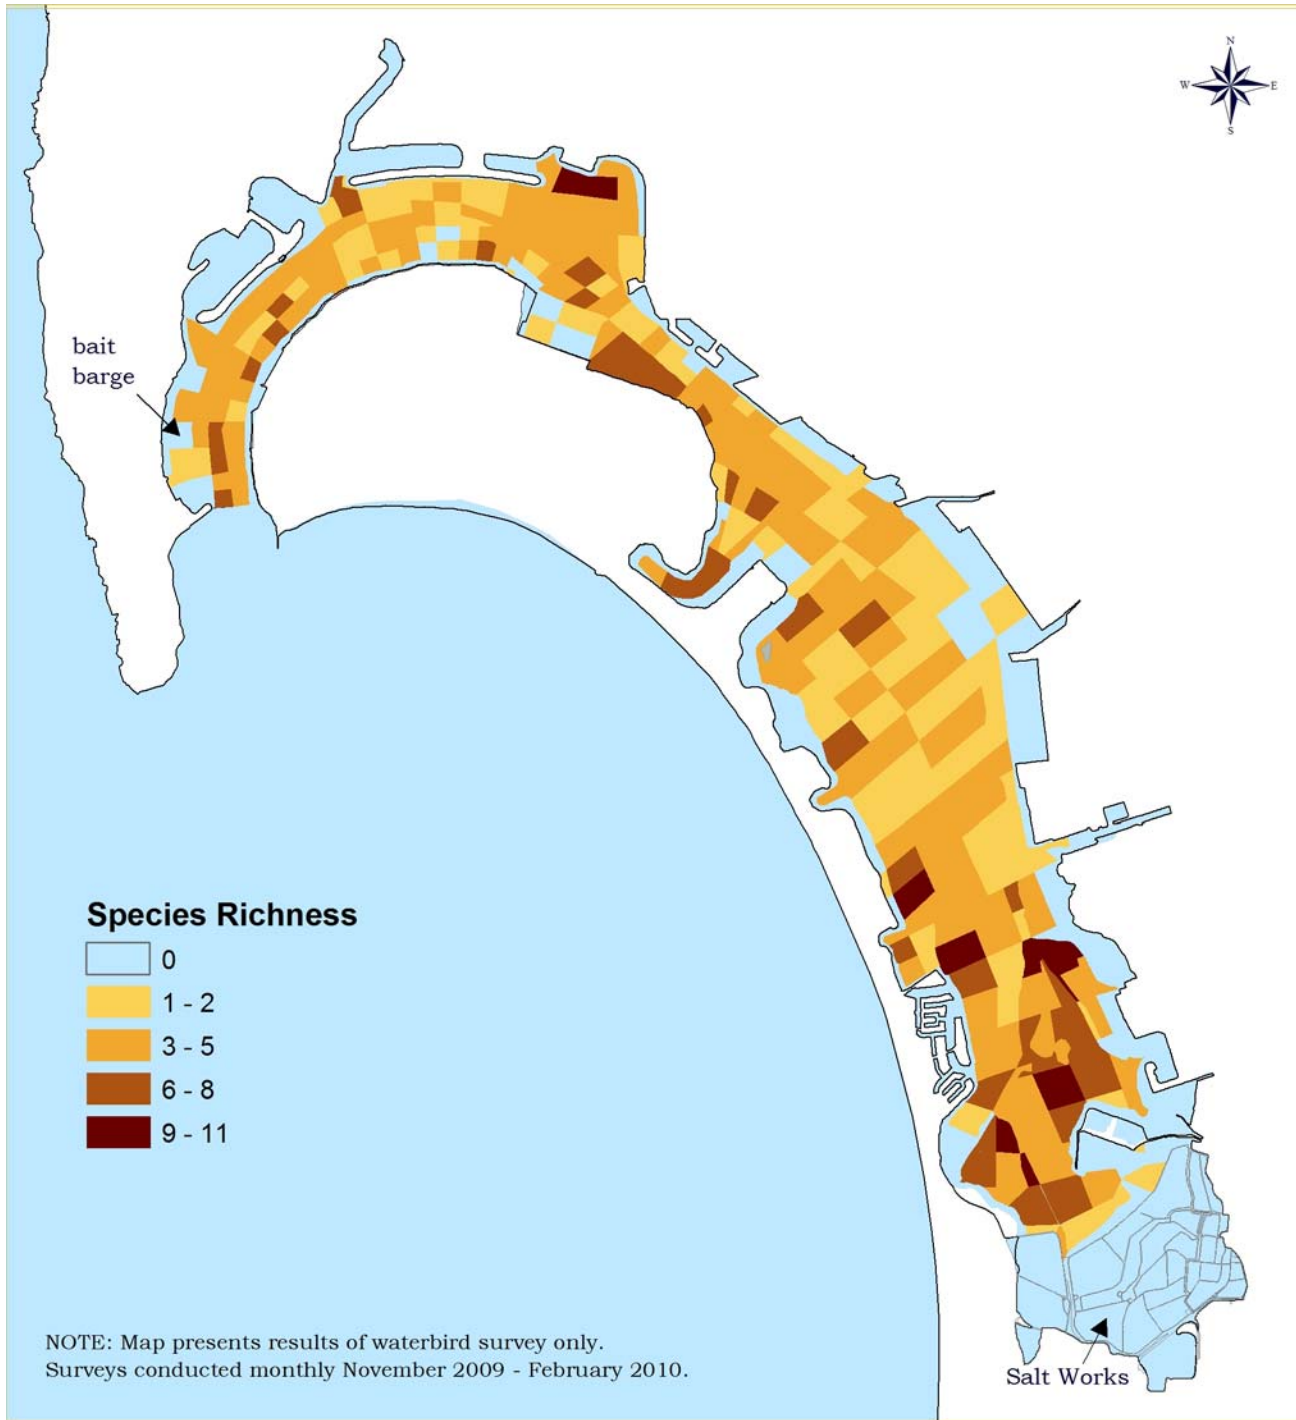 N
W E
S
bait
barge
Species Richness
0
1 - 2
3 - 5
6 - 8
9 - 11
NOTE: Map presents results of waterbird survey only.
Surveys conducted monthly November 2009 - February 2010.
Salt Works